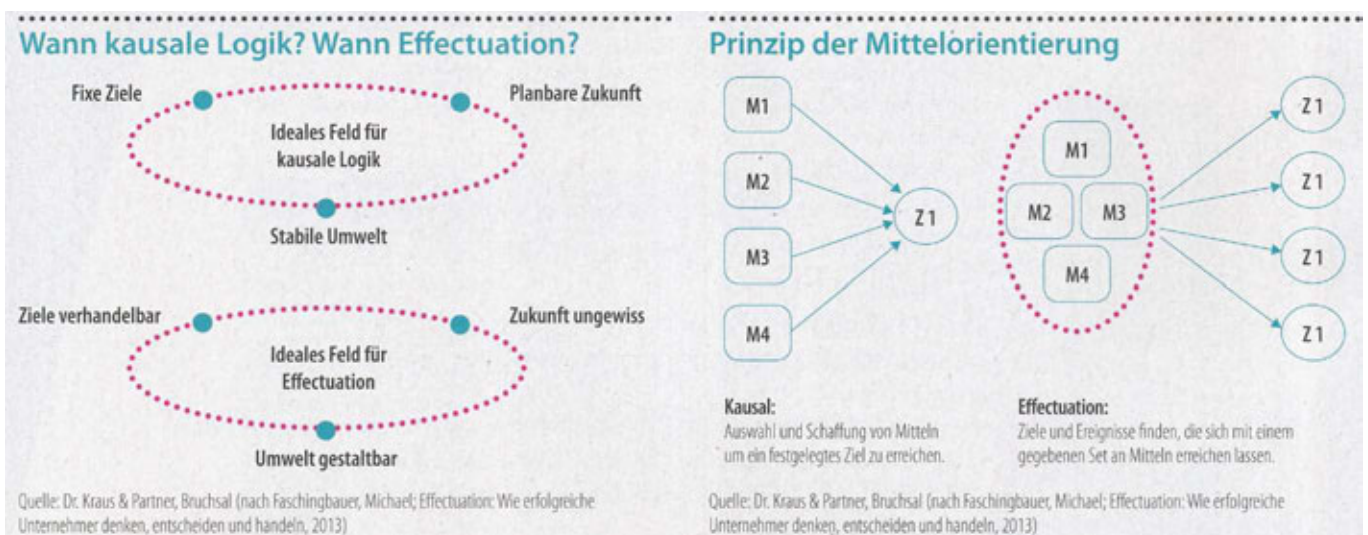 Wann kausale Logik? Wann Effectuation?
Fixe Ziele
Planbare Zukunft
Ideales Feld für
kausale Logik
Stabile Umwelt
Ziele verhandelbar
Zukunft ungewiss
Ideales Feld für
Effectuation
Umwelt gestaltbar
Quelle: Dr. Kraus & Partner, Bruchsal (nach Faschingbauer, Michael; Effectuation: Wie erfolgreiche
Unternehmer denken, entscheiden und handeln, 2013)
Prinzip der Mittelorientierung
M1
M2
M3
M4
Z1
M1
M2 M3
M4
Z1
Z1
Z1
Z1
Kausal:
Auswahl und Schaffung von Mitteln
um ein festgelegtes Ziel zu erreichen.
Effectuation:
Ziele und Ereignisse finden, die sich mit einem
gegebenen Set an Mitteln erreichen lassen.
Quelle: Dr. Kraus & Partner, Bruchsal (nach Faschingbauer, Michael; Effectuation: Wie erfolgreiche
Unternehmer denken, entscheiden und handeln, 2013)